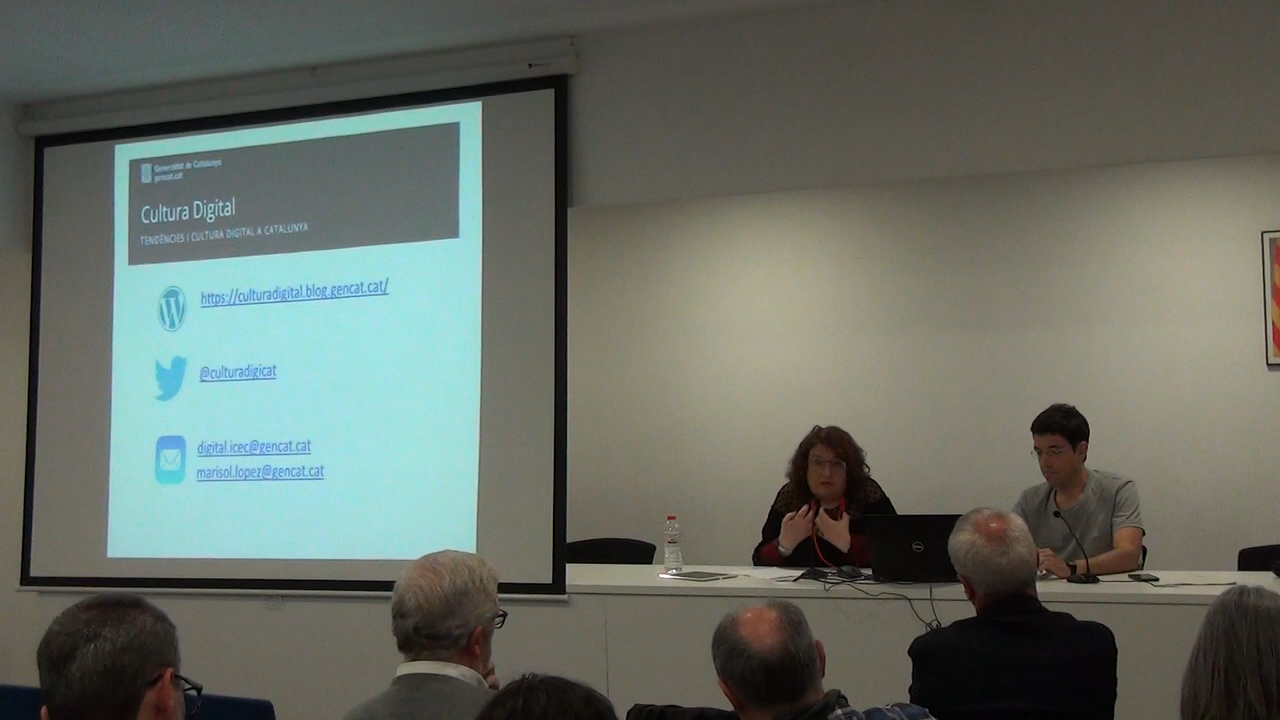 Generalitat de Catalunya
gencat.cat
Cultura Digital
TENDÈNCIES I CULTURA DIGITAL A CATALUNYA
https://culturadigital.blog.gencat.cat/
@culturadigicat
digital.icec@gencat.cat
marisol.lopez@gencat.cat